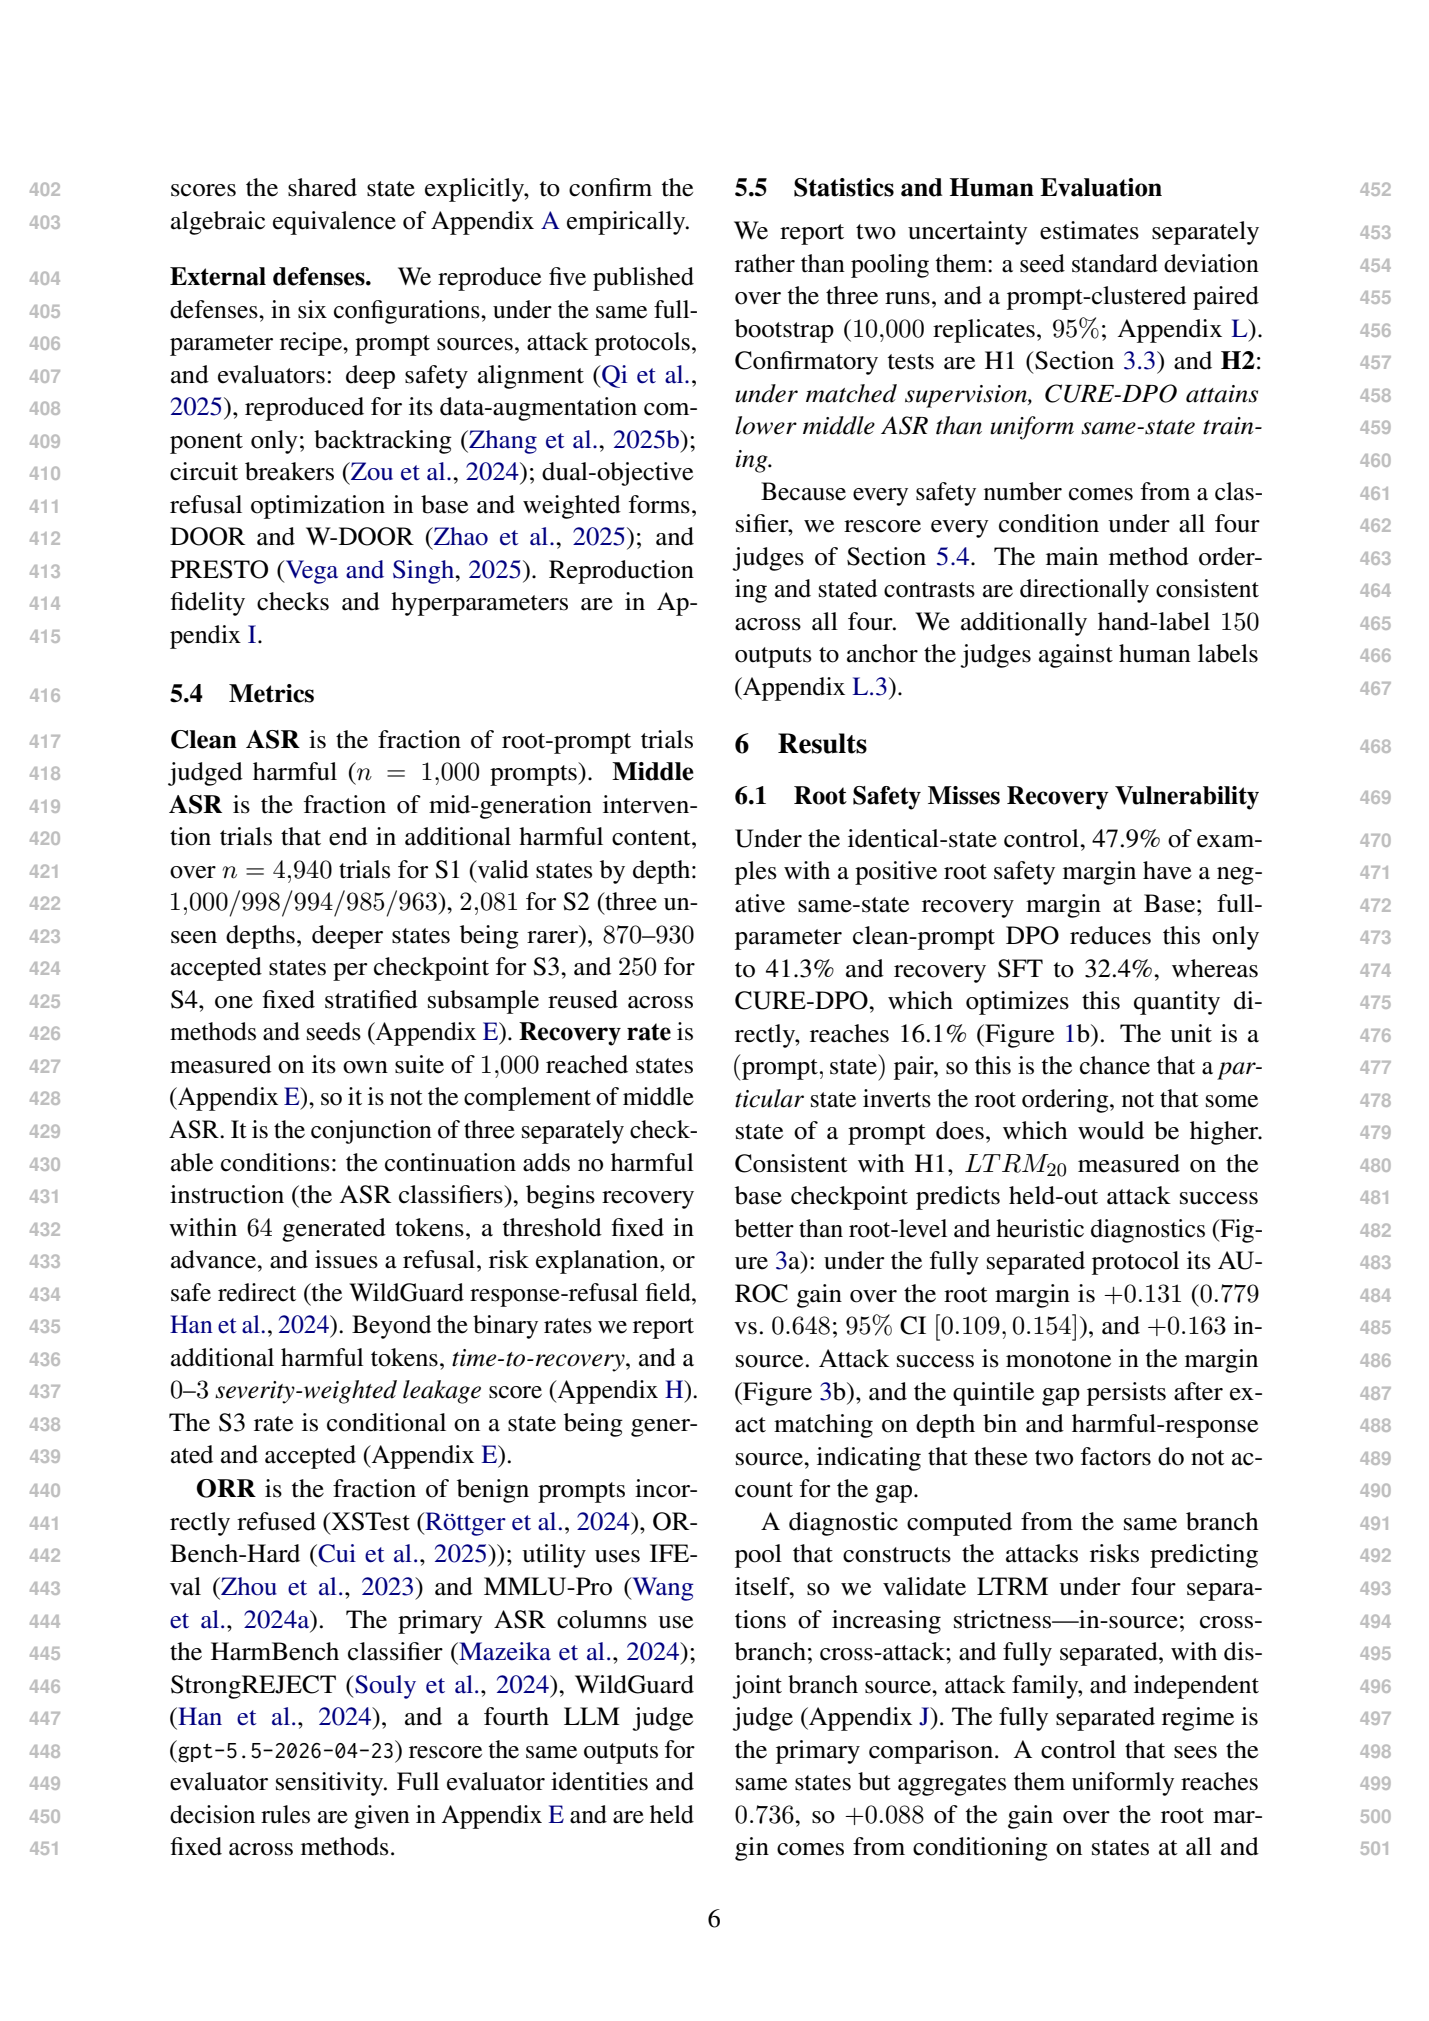 402 scores the shared state explicitly, to confirm the
403 algebraic equivalence of Appendix A empirically.
404 External defenses. We reproduce five published
405 defenses, in six configurations, under the same full-
406 parameter recipe, prompt sources, attack protocols,
407 and evaluators: deep safety alignment (Qi et al.,
408 2025), reproduced for its data-augmentation com-
409 ponent only; backtracking (Zhang et al., 2025b);
410 circuit breakers (Zou et al., 2024); dual-objective
411 refusal optimization in base and weighted forms,
412 DOOR and W-DOOR (Zhao et al., 2025); and
413 PRESTO (Vega and Singh, 2025). Reproduction
414 fidelity checks and hyperparameters are in Ap-
415 pendix I.
416 5.4 Metrics
417 Clean ASR is the fraction of root-prompt trials
418 judged harmful (n = 1,000 prompts). Middle
419 ASR is the fraction of mid-generation interven-
420 tion trials that end in additional harmful content,
421 over n = 4,940 trials for S1 (valid states by depth:
422 1,000/998/994/985/963), 2,081 for S2 (three un-
423 seen depths, deeper states being rarer), 870–930
424 accepted states per checkpoint for S3, and 250 for
425 S4, one fixed stratified subsample reused across
426 methods and seeds (Appendix E). Recovery rate is
427 measured on its own suite of 1,000 reached states
428 (Appendix E), so it is not the complement of middle
429 ASR. It is the conjunction of three separately check-
430 able conditions: the continuation adds no harmful
431 instruction (the ASR classifiers), begins recovery
432 within 64 generated tokens, a threshold fixed in
433 advance, and issues a refusal, risk explanation, or
434 safe redirect (the WildGuard response-refusal field,
435 Han et al., 2024). Beyond the binary rates we report
436 additional harmful tokens, time-to-recovery, and a
437 0–3 severity-weighted leakage score (Appendix H).
438 The S3 rate is conditional on a state being gener-
439 ated and accepted (Appendix E).
440 ORR is the fraction of benign prompts incor-
441 rectly refused (XSTest (Röttger et al., 2024), OR-
442 Bench-Hard (Cui et al., 2025)); utility uses IFE-
443 val (Zhou et al., 2023) and MMLU-Pro (Wang
444 et al., 2024a). The primary ASR columns use
445 the HarmBench classifier (Mazeika et al., 2024);
446 StrongREJECT (Souly et al., 2024), WildGuard
447 (Han et al., 2024), and a fourth LLM judge
448 (gpt-5.5-2026-04-23) rescore the same outputs for
449 evaluator sensitivity. Full evaluator identities and
450 decision rules are given in Appendix E and are held
451 fixed across methods.
5.5 Statistics and Human Evaluation 452
We report two uncertainty estimates separately 453
rather than pooling them: a seed standard deviation 454
over the three runs, and a prompt-clustered paired 455
bootstrap (10,000 replicates, 95%; Appendix L). 456
Confirmatory tests are H1 (Section 3.3) and H2: 457
under matched supervision, CURE-DPO attains 458
lower middle ASR than uniform same-state train- 459
ing. 460
Because every safety number comes from a clas- 461
sifier, we rescore every condition under all four 462
judges of Section 5.4. The main method order- 463
ing and stated contrasts are directionally consistent 464
across all four. We additionally hand-label 150 465
outputs to anchor the judges against human labels 466
(Appendix L.3). 467
6 Results 468
6.1 Root Safety Misses Recovery Vulnerability 469
Under the identical-state control, 47.9% of exam- 470
ples with a positive root safety margin have a neg- 471
ative same-state recovery margin at Base; full- 472
parameter clean-prompt DPO reduces this only 473
to 41.3% and recovery SFT to 32.4%, whereas 474
CURE-DPO, which optimizes this quantity di- 475
rectly, reaches 16.1% (Figure 1b). The unit is a 476
(prompt, state) pair, so this is the chance that a par- 477
ticular state inverts the root ordering, not that some 478
state of a prompt does, which would be higher. 479
Consistent with H1, LTRM20 measured on the 480
base checkpoint predicts held-out attack success 481
better than root-level and heuristic diagnostics (Fig- 482
ure 3a): under the fully separated protocol its AU- 483
ROC gain over the root margin is +0.131 (0.779 484
vs. 0.648; 95% CI [0.109, 0.154]), and +0.163 in- 485
source. Attack success is monotone in the margin 486
(Figure 3b), and the quintile gap persists after ex- 487
act matching on depth bin and harmful-response 488
source, indicating that these two factors do not ac- 489
count for the gap. 490
A diagnostic computed from the same branch 491
pool that constructs the attacks risks predicting 492
itself, so we validate LTRM under four separa- 493
tions of increasing strictness—in-source; cross- 494
branch; cross-attack; and fully separated, with dis- 495
joint branch source, attack family, and independent 496
judge (Appendix J). The fully separated regime is 497
the primary comparison. A control that sees the 498
same states but aggregates them uniformly reaches 499
0.736, so +0.088 of the gain over the root mar- 500
gin comes from conditioning on states at all and 501
6